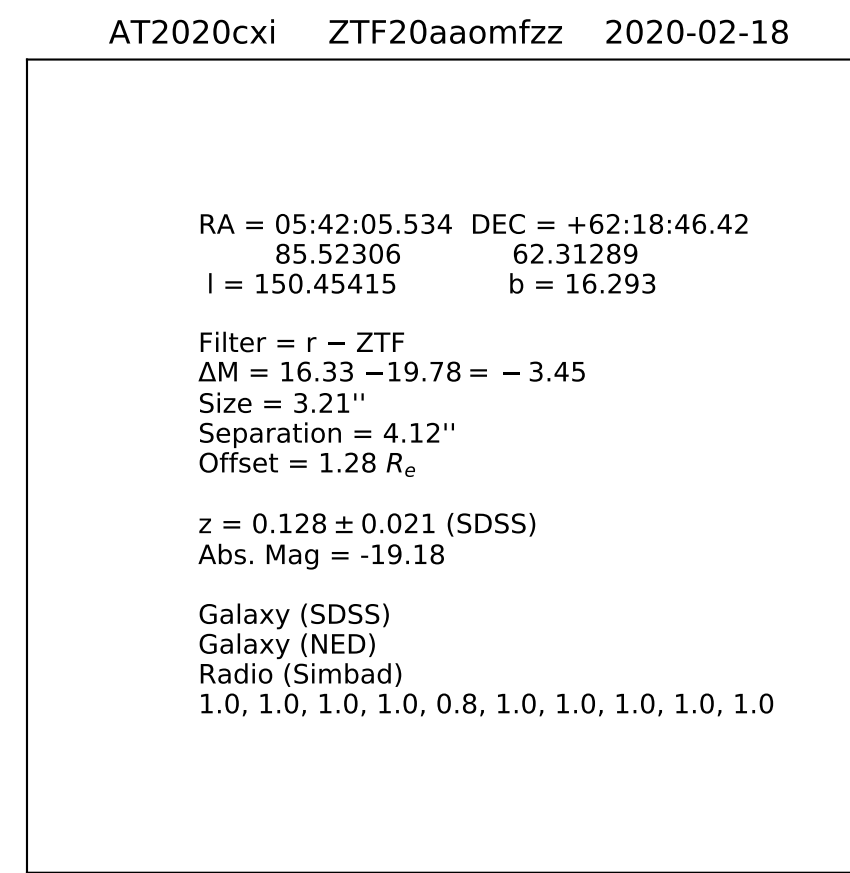 AT2020cxi ZTF20aaomfzz 2020-02-18
RA = 05:42:05.534 DEC = +62:18:46.42
85.52306 62.31289
l = 150.45415 b = 16.293
Filter = r − ZTF
ΔM = 16.33 −19.78 = − 3.45
Size = 3.21''
Separation = 4.12''
Offset = 1.28 Re
z = 0.128 ± 0.021 (SDSS)
Abs. Mag = -19.18
Galaxy (SDSS)
Galaxy (NED)
Radio (Simbad)
1.0, 1.0, 1.0, 1.0, 0.8, 1.0, 1.0, 1.0, 1.0, 1.0